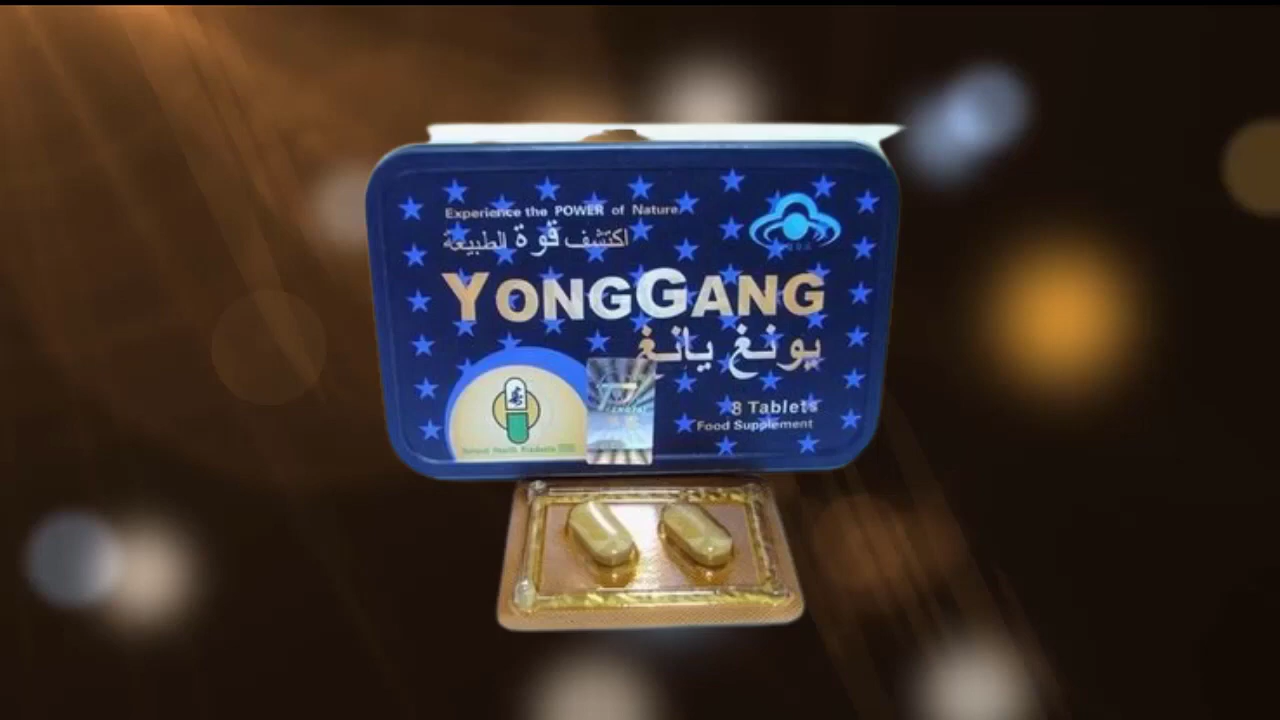 Experience the POWER of Nature
اكتشف قوة الطبيعة
YONGGANG
يونغ يانغ
8 Tablets
Food Supplement